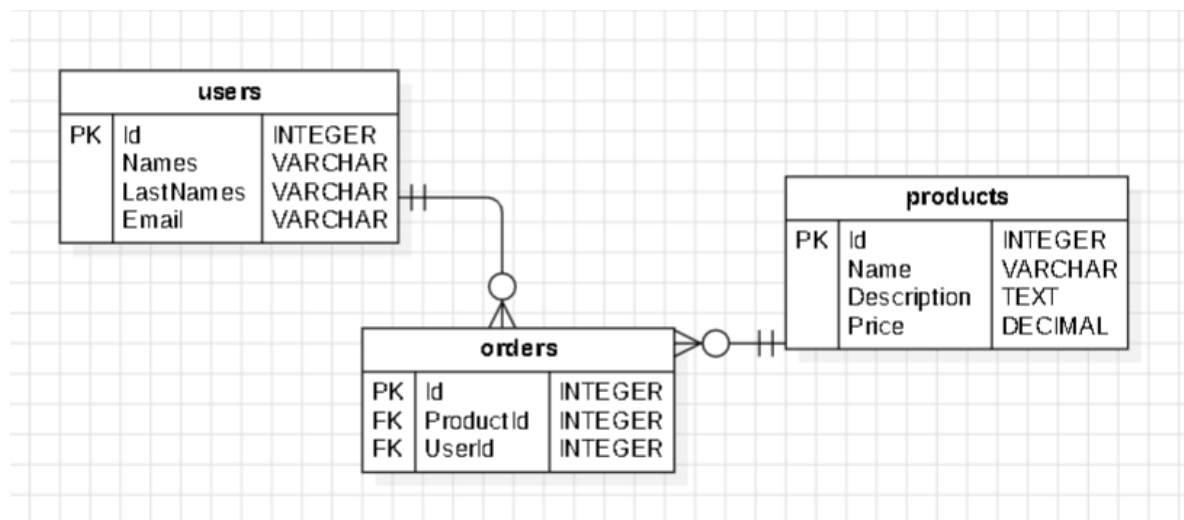 users
PK Id INTEGER
Names VARCHAR
LastNames VARCHAR
Email VARCHAR
products
PK Id INTEGER
Name VARCHAR
Description TEXT
Price DECIMAL
orders
PK Id INTEGER
FK ProductId INTEGER
FK UserId INTEGER